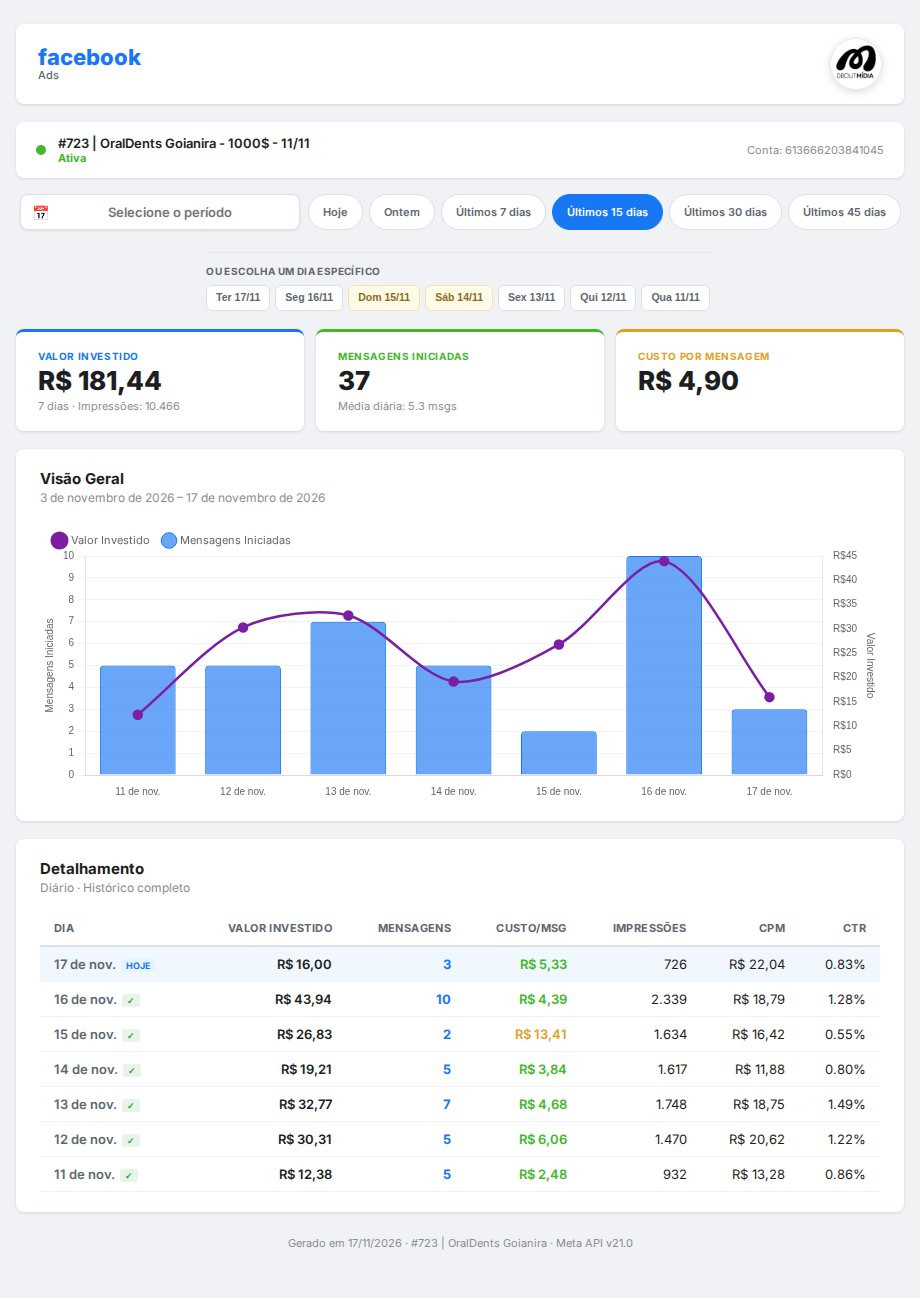 facebook
Ads
DBOUTMÍDIA
#723 | OralDents Goianira - 1000$ - 11/11
Ativa
Conta: 613666203841045
Selecione o período
Hoje
Ontem
Últimos 7 dias
Últimos 15 dias
Últimos 30 dias
Últimos 45 dias
OU ESCOLHA UM DIA ESPECÍFICO
Ter 17/11
Seg 16/11
Dom 15/11
Sáb 14/11
Sex 13/11
Qui 12/11
Qua 11/11
VALOR INVESTIDO
R$ 181,44
7 dias · Impressões: 10.466
MENSAGENS INICIADAS
37
Média diária: 5.3 msgs
CUSTO POR MENSAGEM
R$ 4,90
Visão Geral
3 de novembro de 2026 – 17 de novembro de 2026
Valor Investido
Mensagens Iniciadas
Mensagens Iniciadas
10
9
8
7
6
5
4
3
2
1
0
R$45
R$40
R$35
R$30
R$25
R$20
R$15
R$10
R$5
R$0
Valor Investido
11 de nov.
12 de nov.
13 de nov.
14 de nov.
15 de nov.
16 de nov.
17 de nov.
Detalhamento
Diário · Histórico completo
DIA VALOR INVESTIDO MENSAGENS CUSTO/MSG IMPRESSÕES CPM CTR
17 de nov. HOJE R$ 16,00 3 R$ 5,33 726 R$ 22,04 0.83%
16 de nov. ✓ R$ 43,94 10 R$ 4,39 2.339 R$ 18,79 1.28%
15 de nov. ✓ R$ 26,83 2 R$ 13,41 1.634 R$ 16,42 0.55%
14 de nov. ✓ R$ 19,21 5 R$ 3,84 1.617 R$ 11,88 0.80%
13 de nov. ✓ R$ 32,77 7 R$ 4,68 1.748 R$ 18,75 1.49%
12 de nov. ✓ R$ 30,31 5 R$ 6,06 1.470 R$ 20,62 1.22%
11 de nov. ✓ R$ 12,38 5 R$ 2,48 932 R$ 13,28 0.86%
Gerado em 17/11/2026 · #723 | OralDents Goianira · Meta API v21.0